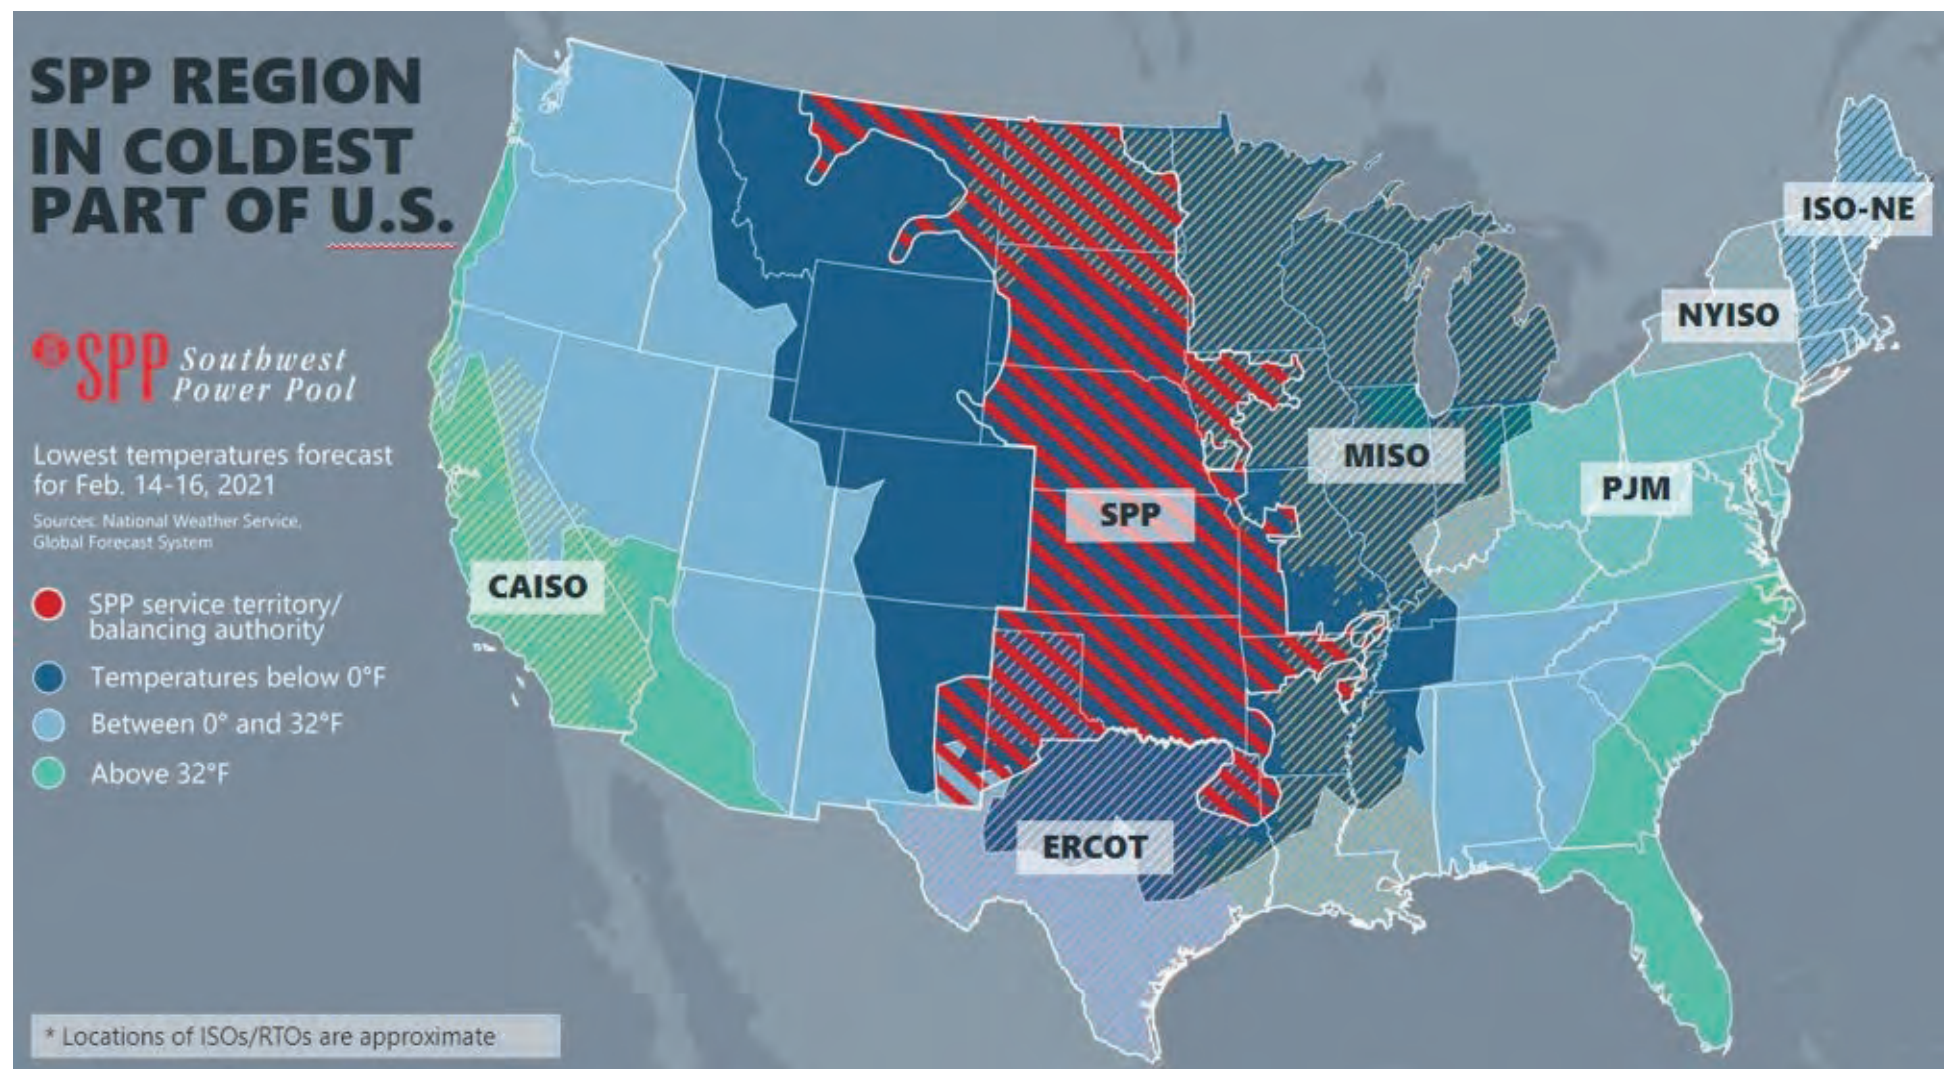 SPP REGION
IN COLDEST
PART OF U.S.
SPP Southwest
Power Pool
Lowest temperatures forecast
for Feb. 14-16, 2021
Sources: National Weather Service,
Global Forecast System
SPP service territory/
balancing authority
Temperatures below 0°F
Between 0° and 32°F
Above 32°F
* Locations of ISOs/RTOs are approximate
ISO-NE
NYISO
MISO
PJM
SPP
CAISO
ERCOT